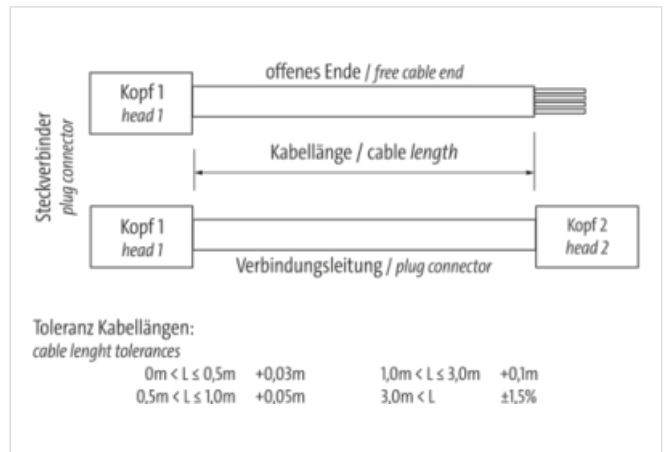 offenes Ende / free cable end
Kopf 1
head 1
Steckverbinder
plug connector
Kabellänge / cable length
Kopf 1
head 1
Kopf 2
head 2
Verbindungsleitung / plug connector
Toleranz Kabellängen:
cable lenght tolerances
0m < L ≤ 0,5m +0,03m 1,0m < L ≤ 3,0m +0,1m
0,5m < L ≤ 1,0m +0,05m 3,0m < L ±1,5%